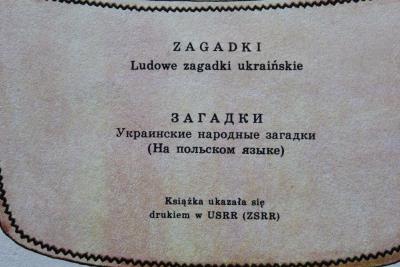 ZAGADKI
Ludowe zagadki ukraińskie
ЗАГАДКИ
Украинские народные загадки
(На польском языке)
Książka ukazała się
drukiem w USRR (ZSRR)